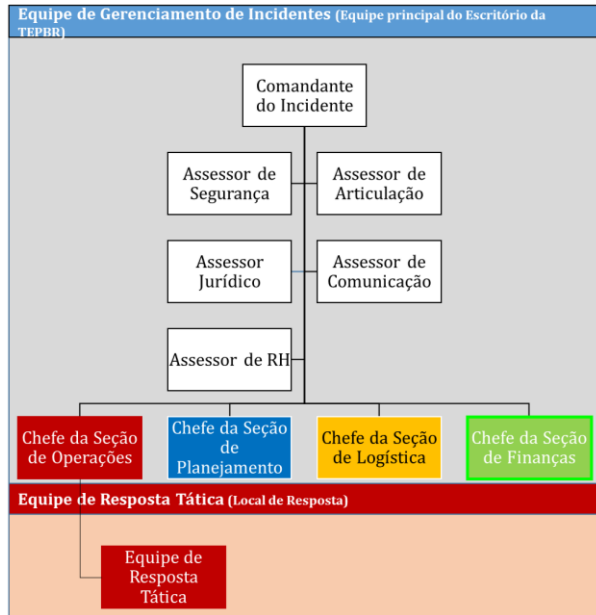 Equipe de Gerenciamento de Incidentes (Equipe principal do Escritório da
TEPBR)
Comandante
do Incidente
Assessor de
Segurança
Assessor de
Articulação
Assessor
Jurídico
Assessor de
Comunicação
Assessor de RH
Chefe da Seção
de Operações
Chefe da Seção
de
Planejamento
Chefe da Seção
de Logística
Chefe da Seção
de Finanças
Equipe de Resposta Tática (Local de Resposta)
Equipe de
Resposta
Tática